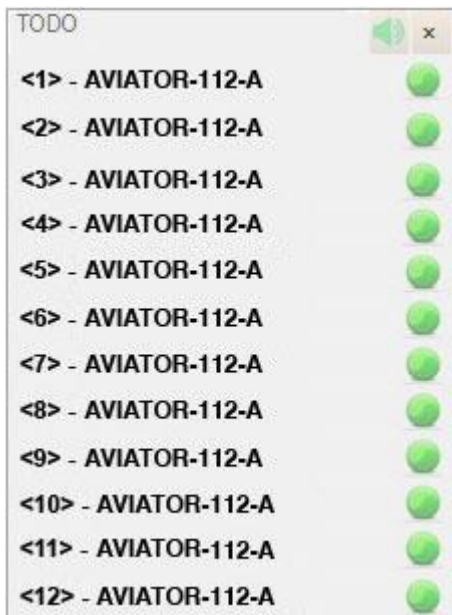 TODO ×
<1> - AVIATOR-112-A
<2> - AVIATOR-112-A
<3> - AVIATOR-112-A
<4> - AVIATOR-112-A
<5> - AVIATOR-112-A
<6> - AVIATOR-112-A
<7> - AVIATOR-112-A
<8> - AVIATOR-112-A
<9> - AVIATOR-112-A
<10> - AVIATOR-112-A
<11> - AVIATOR-112-A
<12> - AVIATOR-112-A